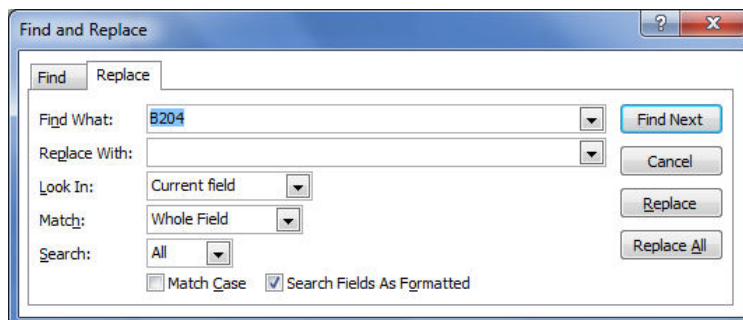 Find and Replace
Find Replace
Find What: B204 Find Next
Replace With: Cancel
Look In: Current field
Match: Whole Field Replace
Search: All Replace All
Match Case Search Fields As Formatted